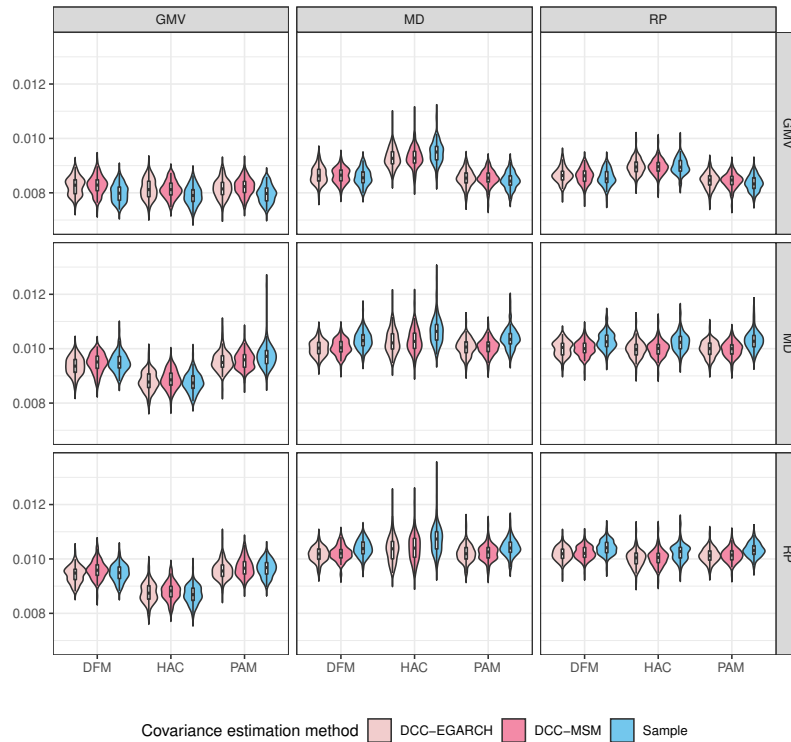 GMV MD RP
0.012
0.010
0.008
GMV
0.012
0.010
0.008
MD
0.012
0.010
0.008
RP
DFM HAC PAM DFM HAC PAM DFM HAC PAM
Covariance estimation method DCC−EGARCH DCC−MSM Sample